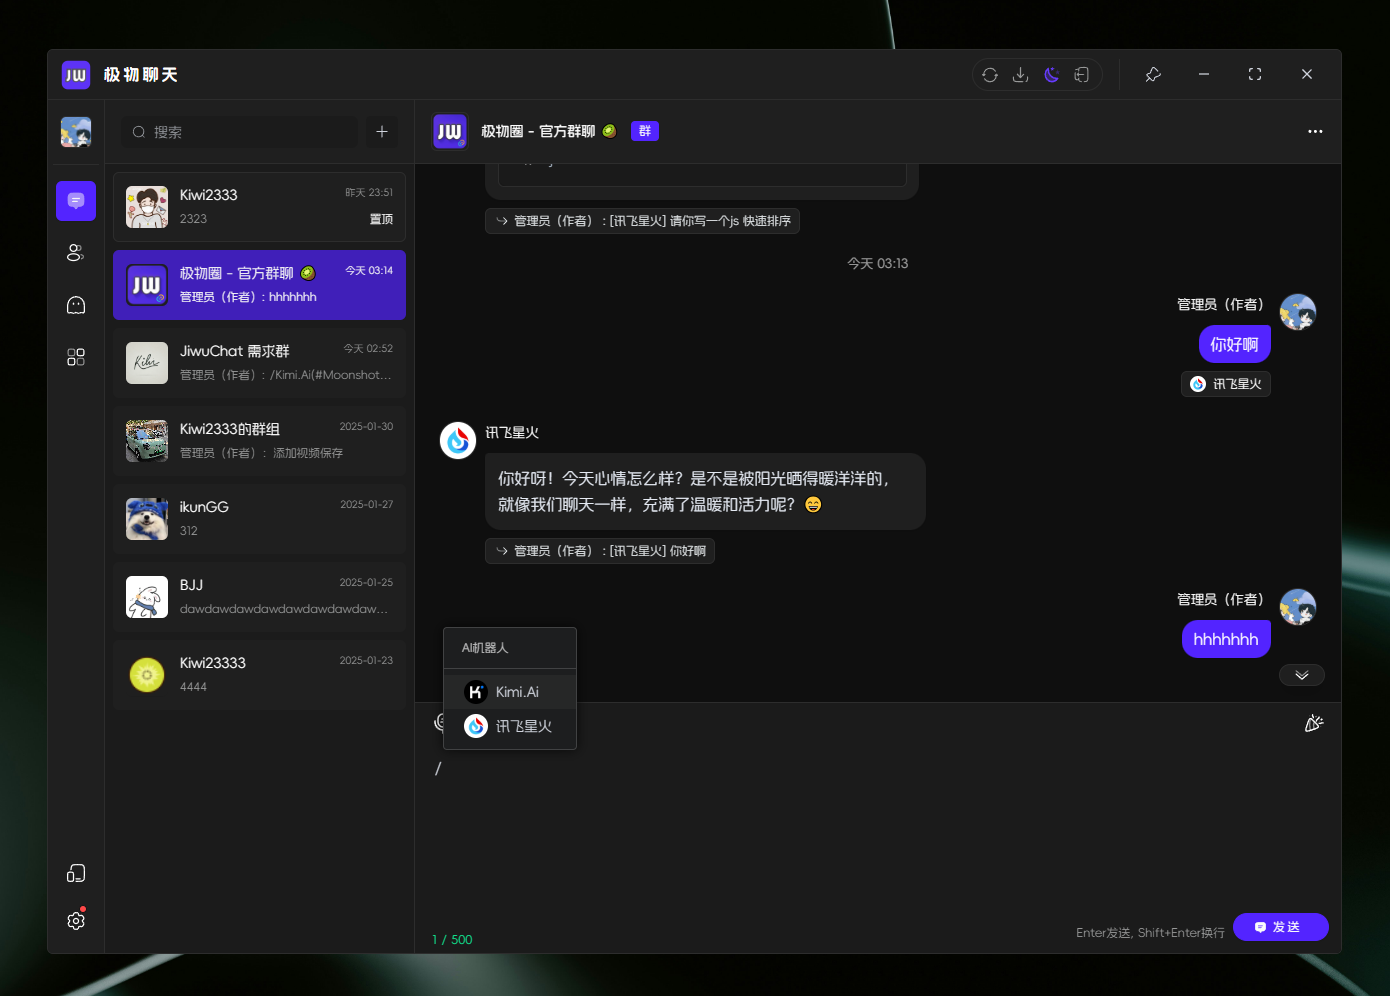 JW 极物聊天
搜索
Kiwi2333
昨天 23:51
2323
置顶
JW
极物圈 - 官方群聊
今天 03:14
管理员（作者）: hhhhhhh
JiwuChat 需求群
今天 02:52
管理员（作者）: /Kimi.Ai(#Moonshot...
Kiwi2333的群组
2025-01-30
管理员（作者）: 添加视频保存
ikunGG
2025-01-27
312
BJJ
2025-01-25
dawdawdawdawdawdawdawdaw...
Kiwi23333
2025-01-23
4444
JW
极物圈 - 官方群聊
群
管理员（作者）: [讯飞星火] 请你写一个js 快速排序
今天 03:13
管理员（作者）
你好啊
讯飞星火
讯飞星火
你好呀！今天心情怎么样？是不是被阳光晒得暖洋洋的，
就像我们聊天一样，充满了温暖和活力呢？😄
管理员（作者）: [讯飞星火] 你好啊
管理员（作者）
hhhhhhh
AI机器人
Kimi.Ai
讯飞星火
/
1 / 500
Enter发送, Shift+Enter换行
发送